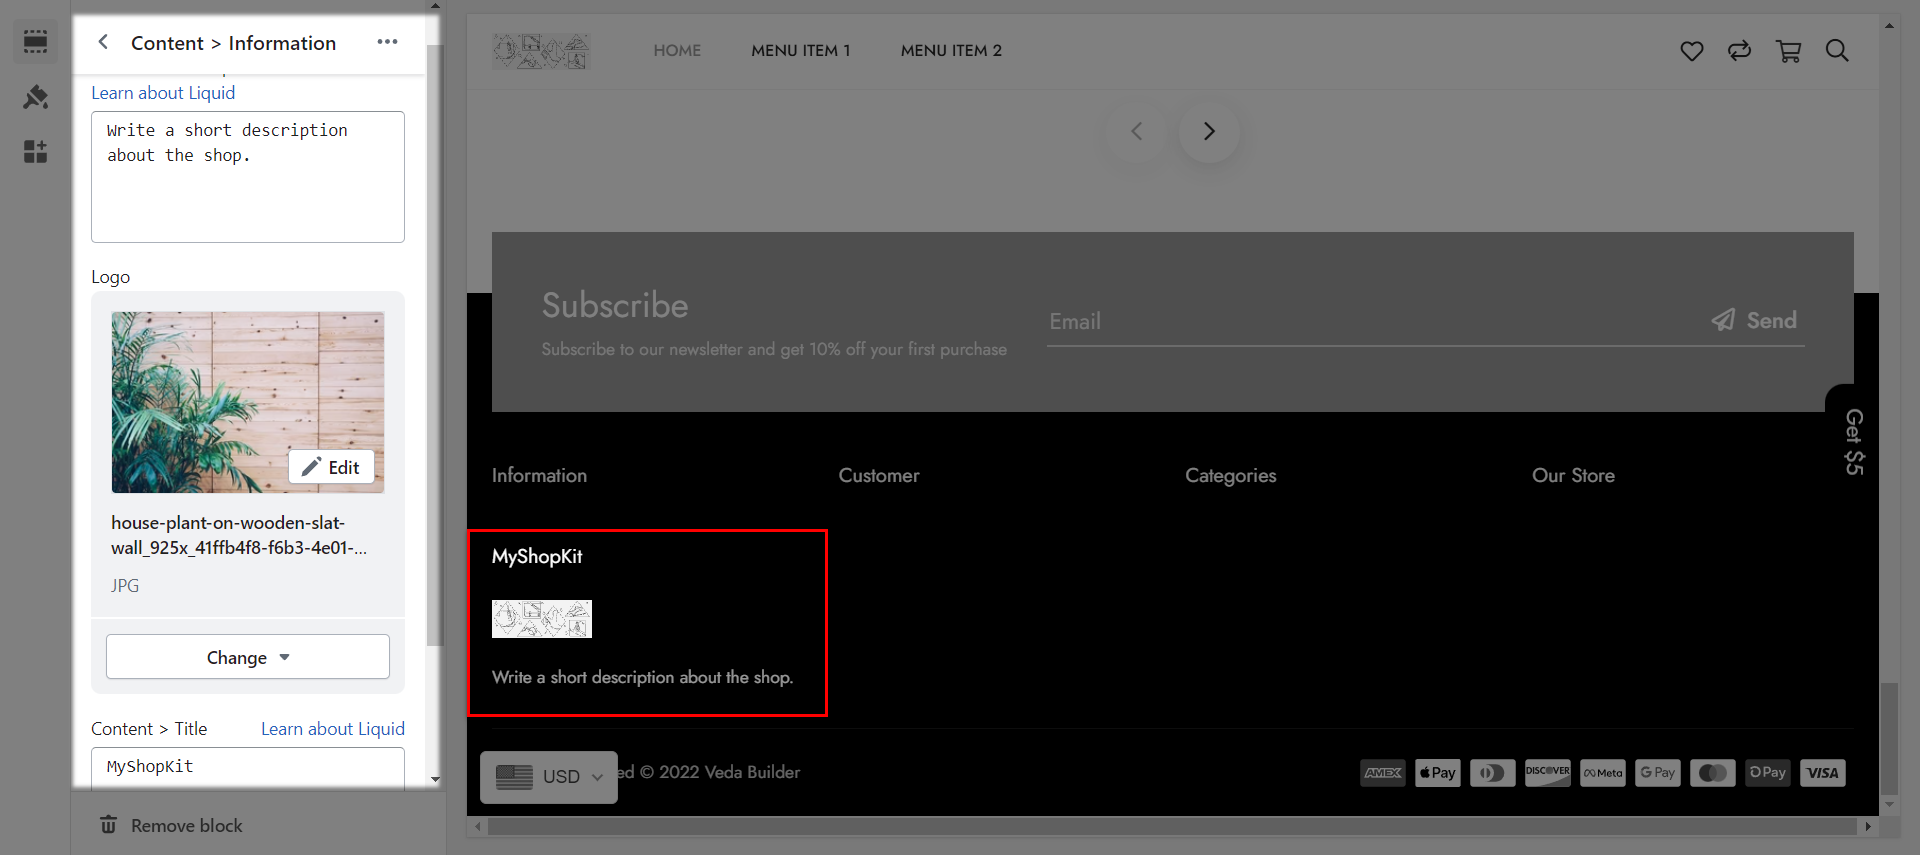 Content > Information
Learn about Liquid
Write a short description
about the shop.
Logo
Edit
house-plant-on-wooden-slat-
wall_925x_41ffb4f8-f6b3-4e01-...
JPG
Change
Content > Title
Learn about Liquid
MyShopKit
Remove block
HOME
MENU ITEM 1
MENU ITEM 2
Subscribe
Subscribe to our newsletter and get 10% off your first purchase
Email
Send
Get $5
Information
Customer
Categories
Our Store
MyShopKit
Write a short description about the shop.
USD
ed © 2022 Veda Builder
AMEX
Pay
DISCOVER
Meta
G Pay
Pay
VISA